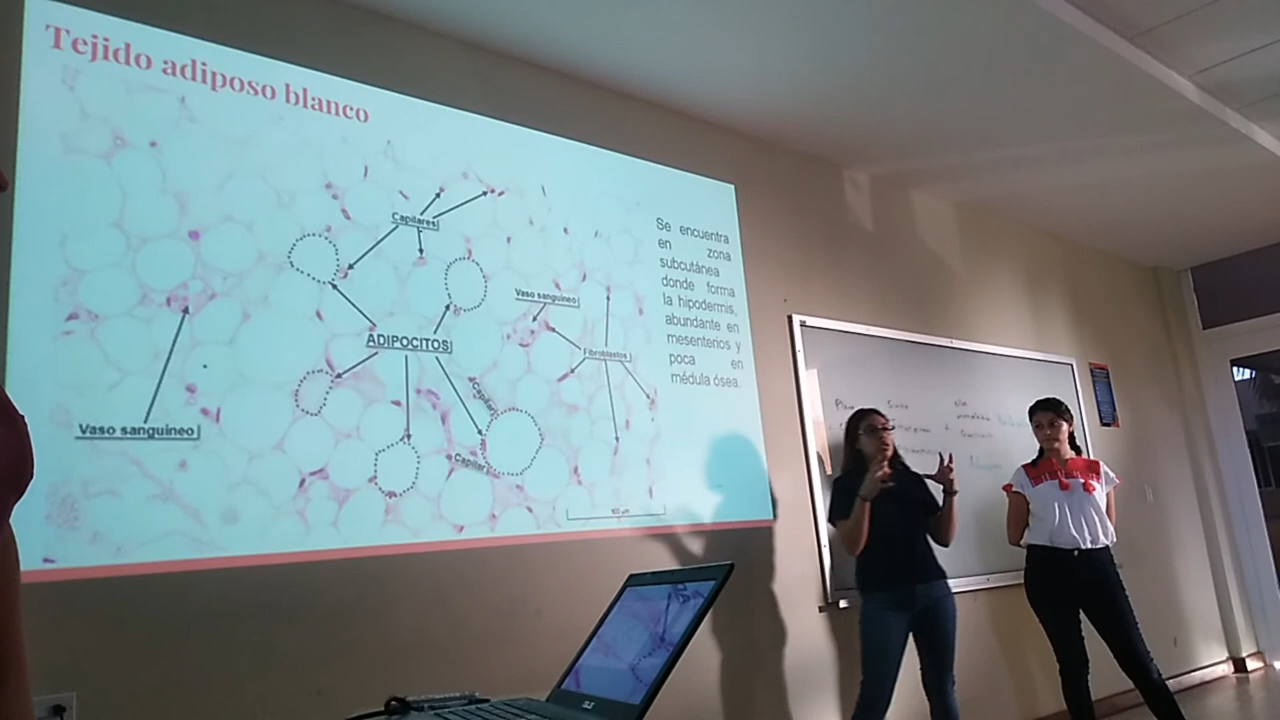 Tejido adiposo blanco
Capilares
Vaso sanguíneo
ADIPOCITOS
Fibroblastos
Capilar
Vaso sanguíneo
Capilar
Se encuentra
en zona
subcutánea
donde forma
la hipodermis,
abundante en
mesenterios y
poca en
médula ósea.